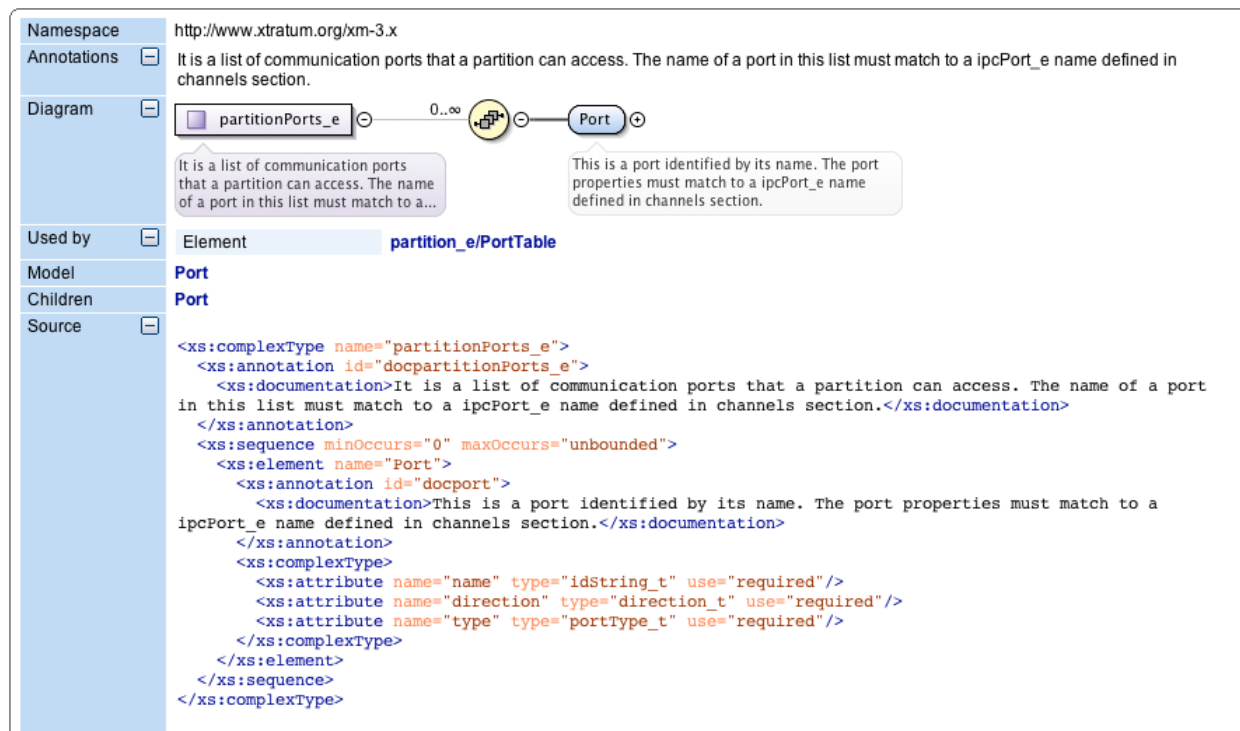 Namespace http://www.xtratum.org/xm-3.x
Annotations It is a list of communication ports that a partition can access. The name of a port in this list must match to a ipcPort_e name defined in
channels section.
Diagram
partitionPorts_e 0..∞ Port
It is a list of communication ports
that a partition can access. The name
of a port in this list must match to a...
This is a port identified by its name. The port
properties must match to a ipcPort_e name
defined in channels section.
Used by Element partition_e/PortTable
Model Port
Children Port
Source
<xs:complexType name="partitionPorts_e">
  <xs:annotation id="docpartitionPorts_e">
    <xs:documentation>It is a list of communication ports that a partition can access. The name of a port
in this list must match to a ipcPort_e name defined in channels section.</xs:documentation>
  </xs:annotation>
  <xs:sequence minOccurs="0" maxOccurs="unbounded">
    <xs:element name="Port">
      <xs:annotation id="docport">
        <xs:documentation>This is a port identified by its name. The port properties must match to a
ipcPort_e name defined in channels section.</xs:documentation>
      </xs:annotation>
      <xs:complexType>
        <xs:attribute name="name" type="idString_t" use="required"/>
        <xs:attribute name="direction" type="direction_t" use="required"/>
        <xs:attribute name="type" type="portType_t" use="required"/>
      </xs:complexType>
    </xs:element>
  </xs:sequence>
</xs:complexType>